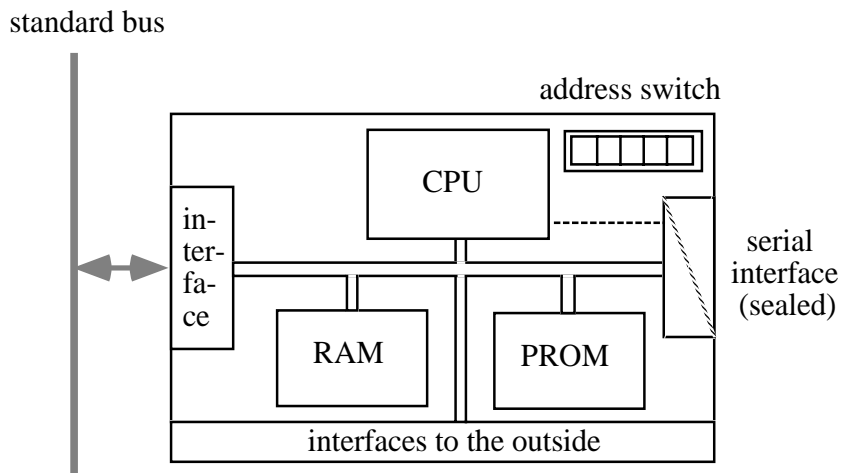 standard bus
address switch
CPU
in-
ter-
fa-
ce
serial
interface
(sealed)
RAM
PROM
interfaces to the outside